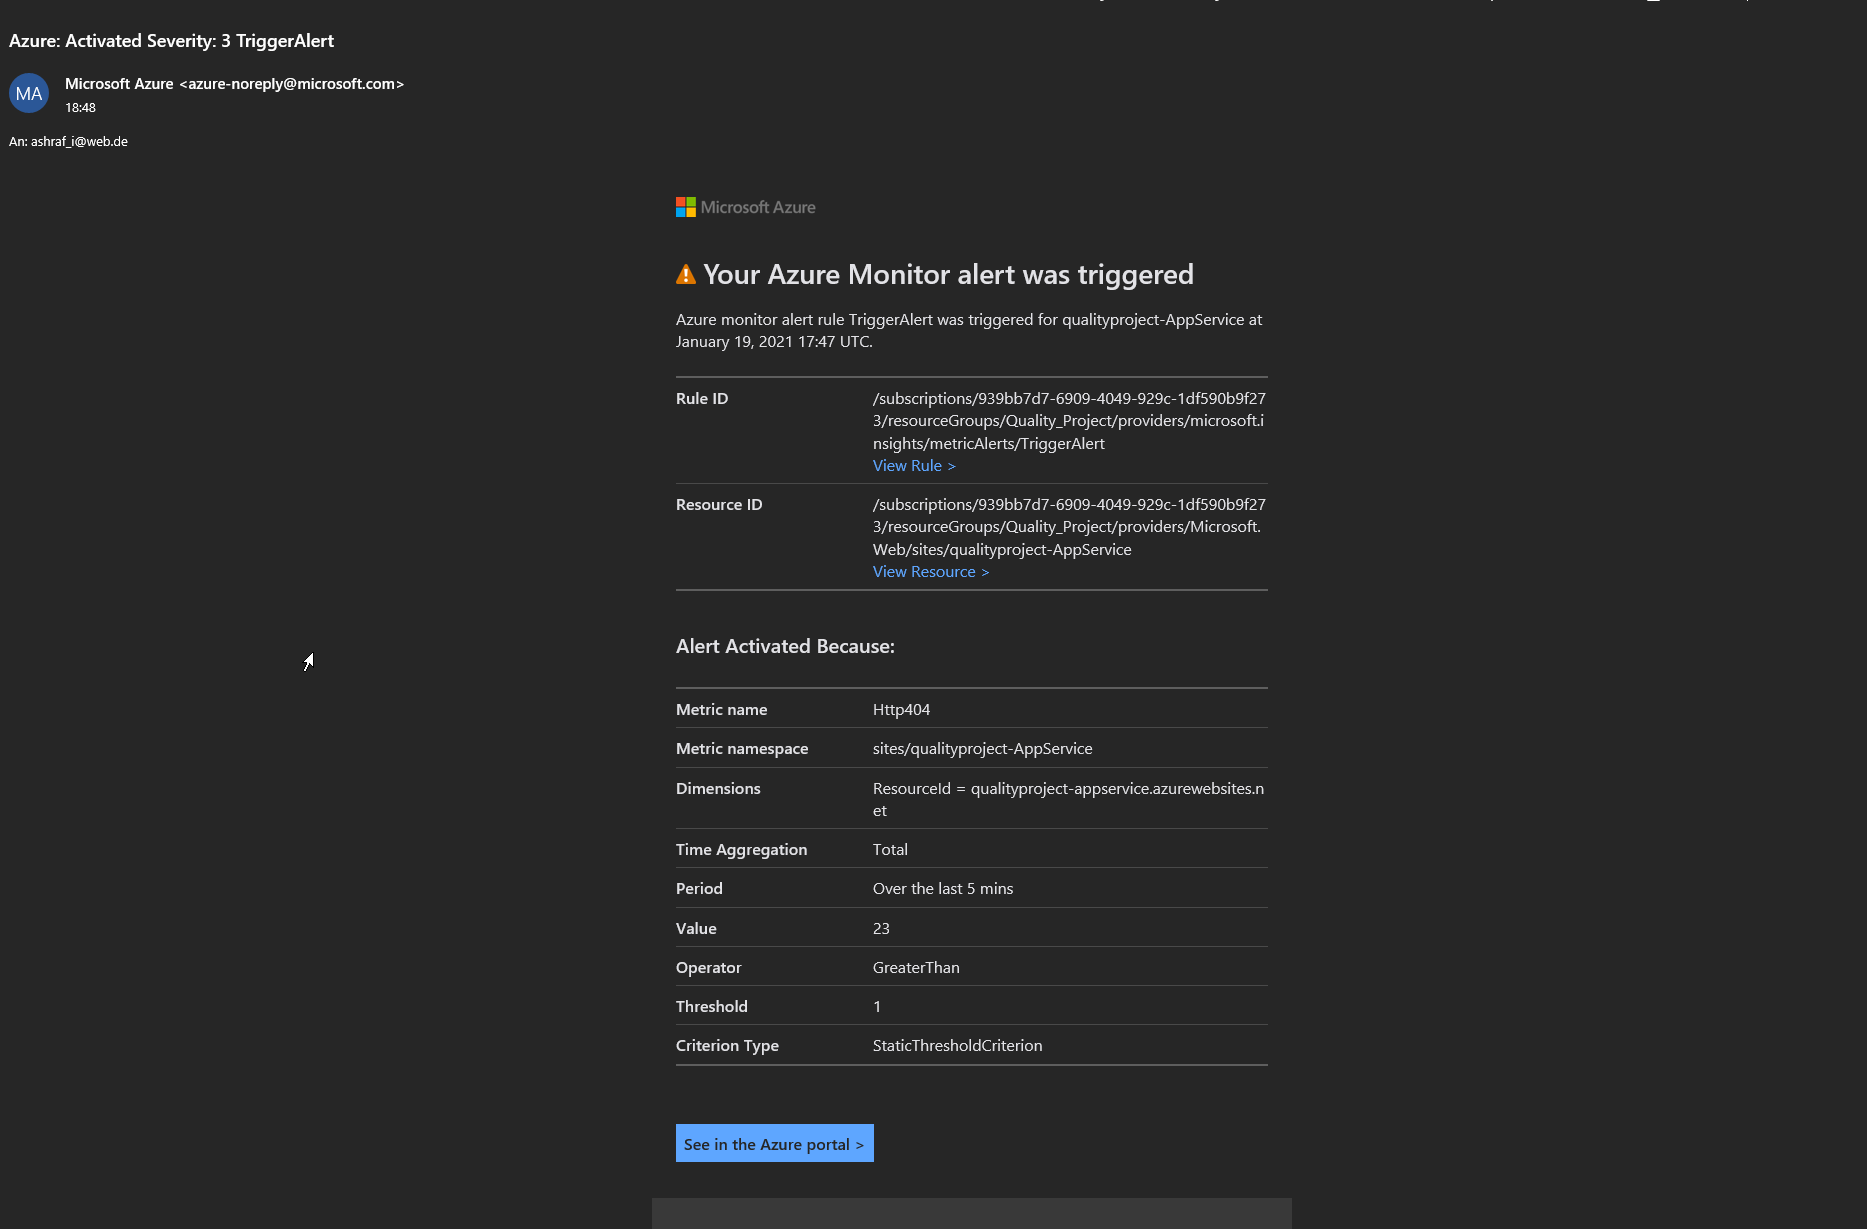 Azure: Activated Severity: 3 TriggerAlert
MA
Microsoft Azure <azure-noreply@microsoft.com>
18:48
An: ashraf_i@web.de
Microsoft Azure
Your Azure Monitor alert was triggered
Azure monitor alert rule TriggerAlert was triggered for qualityproject-AppService at
January 19, 2021 17:47 UTC.
Rule ID
/subscriptions/939bb7d7-6909-4049-929c-1df590b9f27
3/resourceGroups/Quality_Project/providers/microsoft.i
nsights/metricAlerts/TriggerAlert
View Rule >
Resource ID
/subscriptions/939bb7d7-6909-4049-929c-1df590b9f27
3/resourceGroups/Quality_Project/providers/Microsoft.
Web/sites/qualityproject-AppService
View Resource >
Alert Activated Because:
Metric name Http404
Metric namespace sites/qualityproject-AppService
Dimensions ResourceId = qualityproject-appservice.azurewebsites.n
et
Time Aggregation Total
Period Over the last 5 mins
Value 23
Operator GreaterThan
Threshold 1
Criterion Type StaticThresholdCriterion
See in the Azure portal >